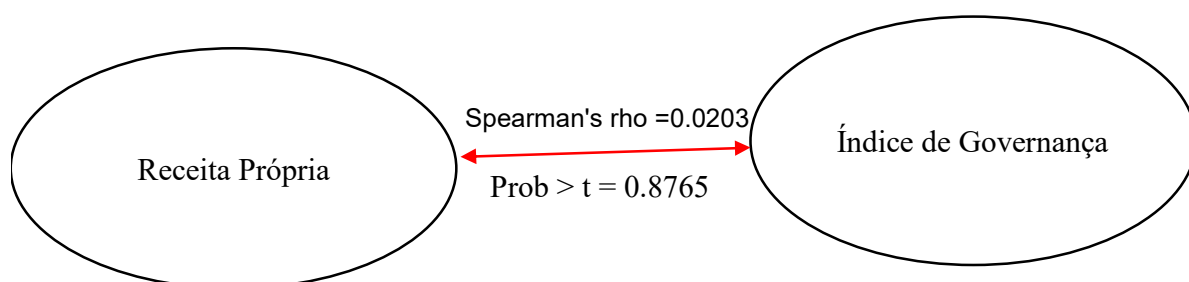 Receita Própria
Spearman's rho =0.0203
Prob > t = 0.8765
Índice de Governança